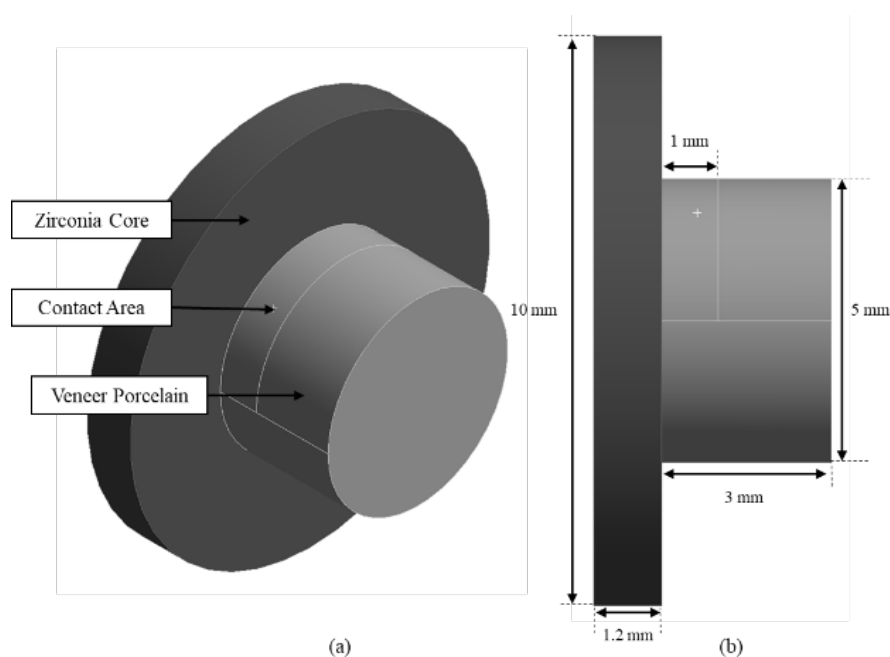 Zirconia Core
Contact Area
Veneer Porcelain
(a)
1 mm
10 mm
5 mm
3 mm
1.2 mm
(b)